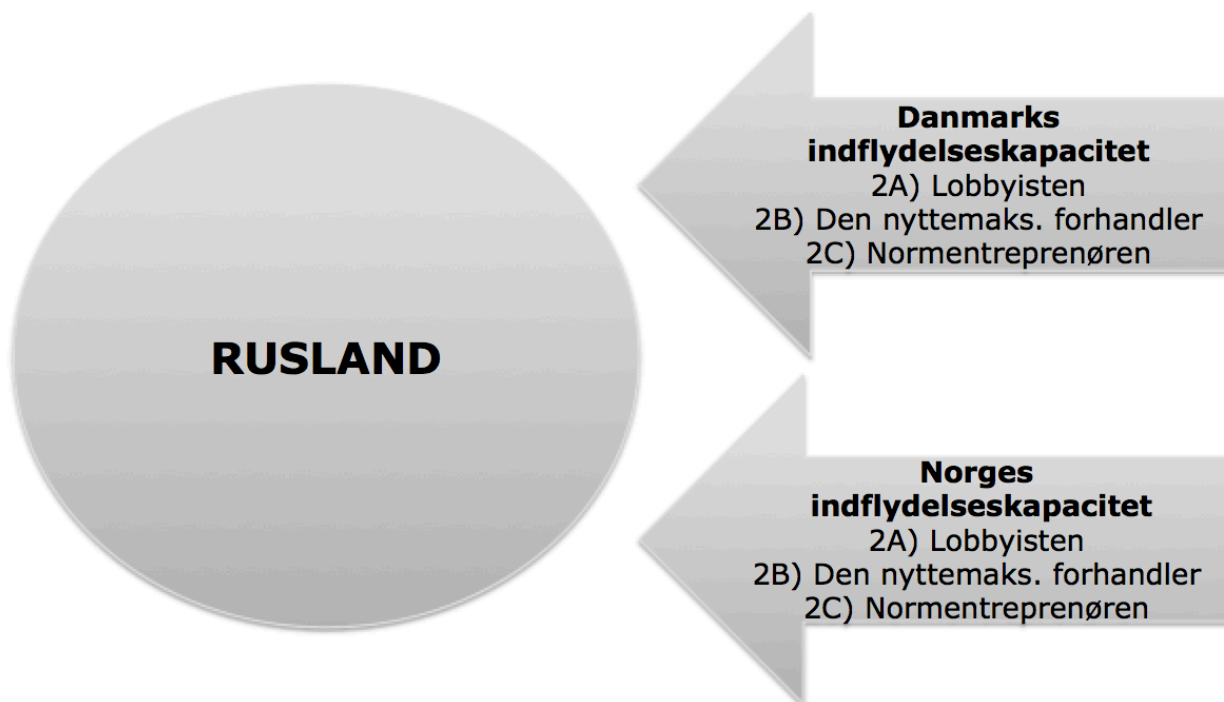 RUSLAND
Danmarks
indflydelseskapacitet
2A) Lobbyisten
2B) Den nyttemaks. forhandler
2C) Normentreprenøren
Norges
indflydelseskapacitet
2A) Lobbyisten
2B) Den nyttemaks. forhandler
2C) Normentreprenøren